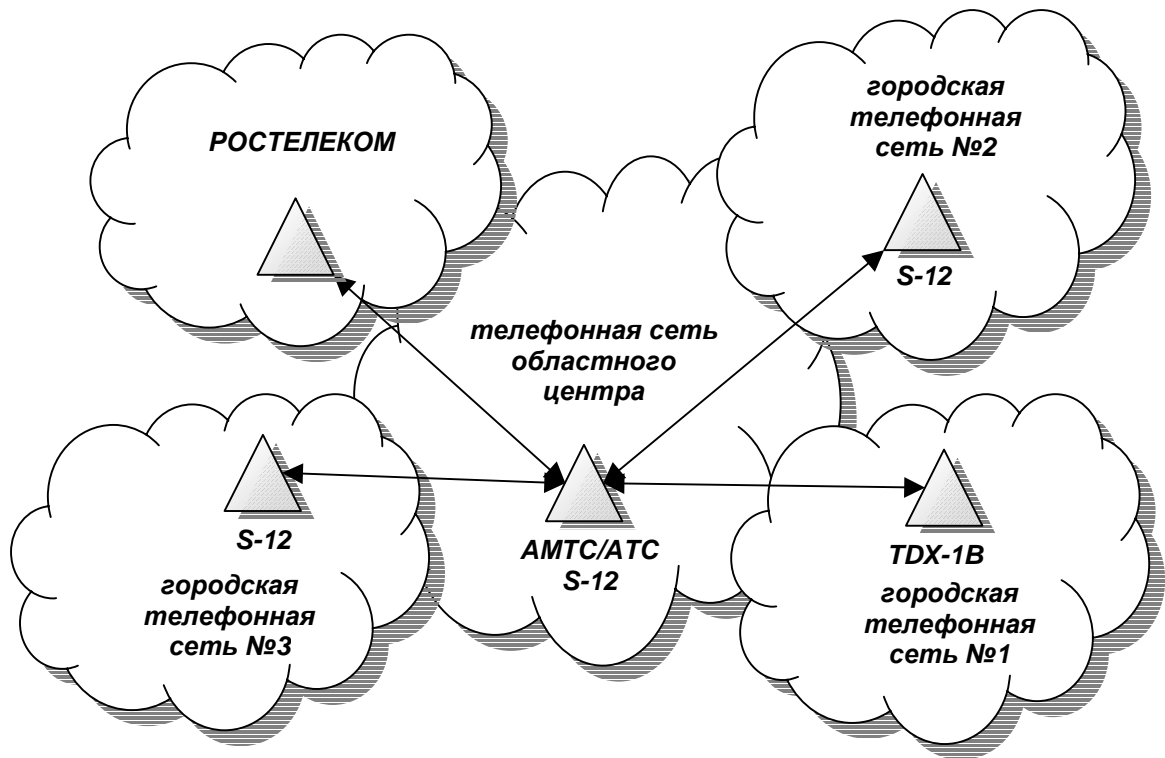 РОСТЕЛЕКОМ
городская
телефонная
сеть №2
S-12
телефонная сеть
областного
центра
S-12
городская
телефонная
сеть №3
АМТС/АТС
S-12
TDX-1B
городская
телефонная
сеть №1